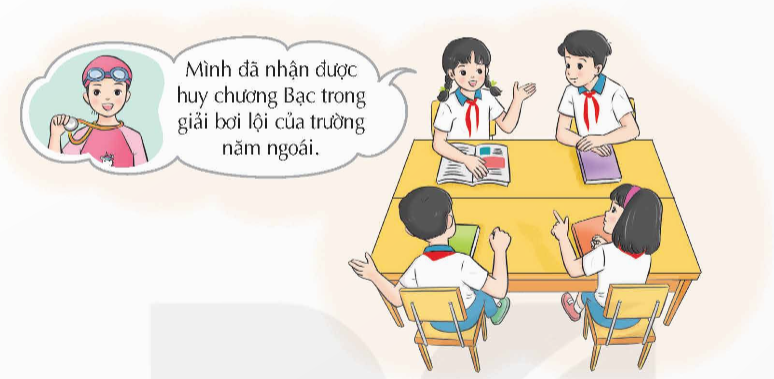 Mình đã nhận được
huy chương Bạc trong
giải bơi lội của trường
năm ngoái.